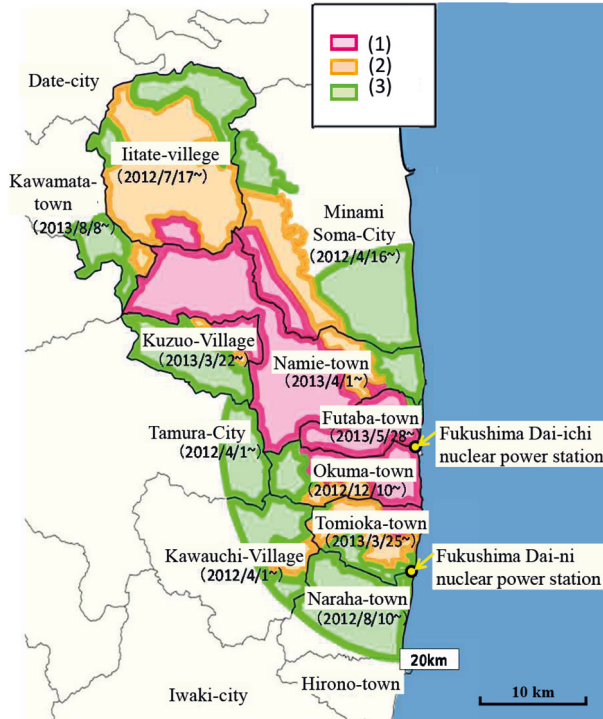 (1)
(2)
(3)
Date-city
Iitate-villege
(2012/7/17~)
Kawamata-
town
(2013/8/8~)
Minami
Soma-City
(2012/4/16~)
Kuzuo-Village
(2013/3/22~)
Namie-town
(2013/4/1~)
Futaba-town
(2013/5/28~)
Fukushima Dai-ichi
nuclear power station
Tamura-City
(2012/4/1~)
Okuma-town
(2012/12/10~)
Tomioka-town
(2013/3/25~)
Kawauchi-Village
(2012/4/1~)
Fukushima Dai-ni
nuclear power station
Naraha-town
(2012/8/10~)
20km
Hirono-town
Iwaki-city
10 km